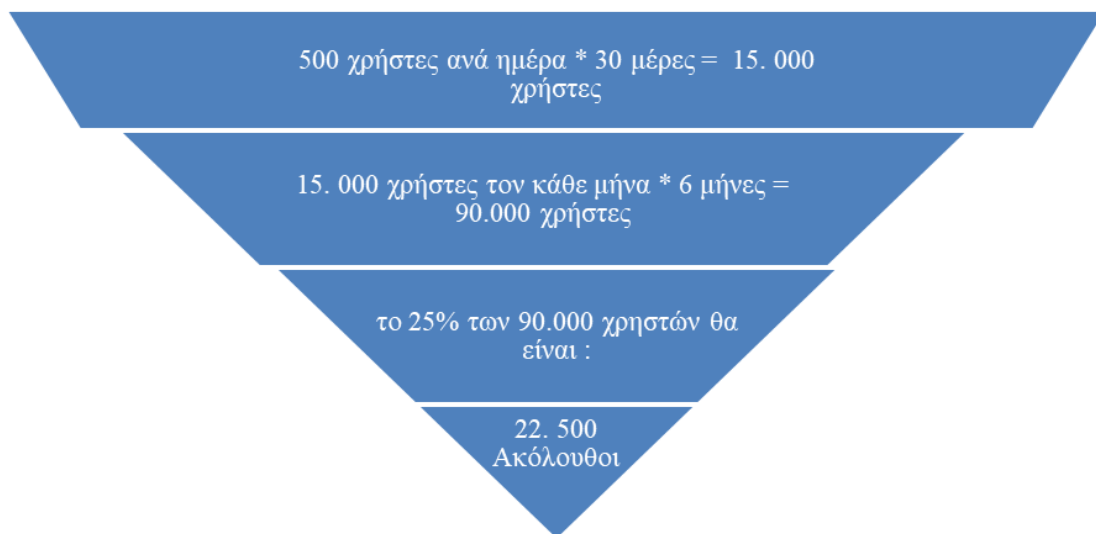 500 χρήστες ανά ημέρα * 30 μέρες = 15. 000
χρήστες
15. 000 χρήστες τον κάθε μήνα * 6 μήνες =
90.000 χρήστες
το 25% των 90.000 χρηστών θα
είναι :
22. 500
Ακόλουθοι